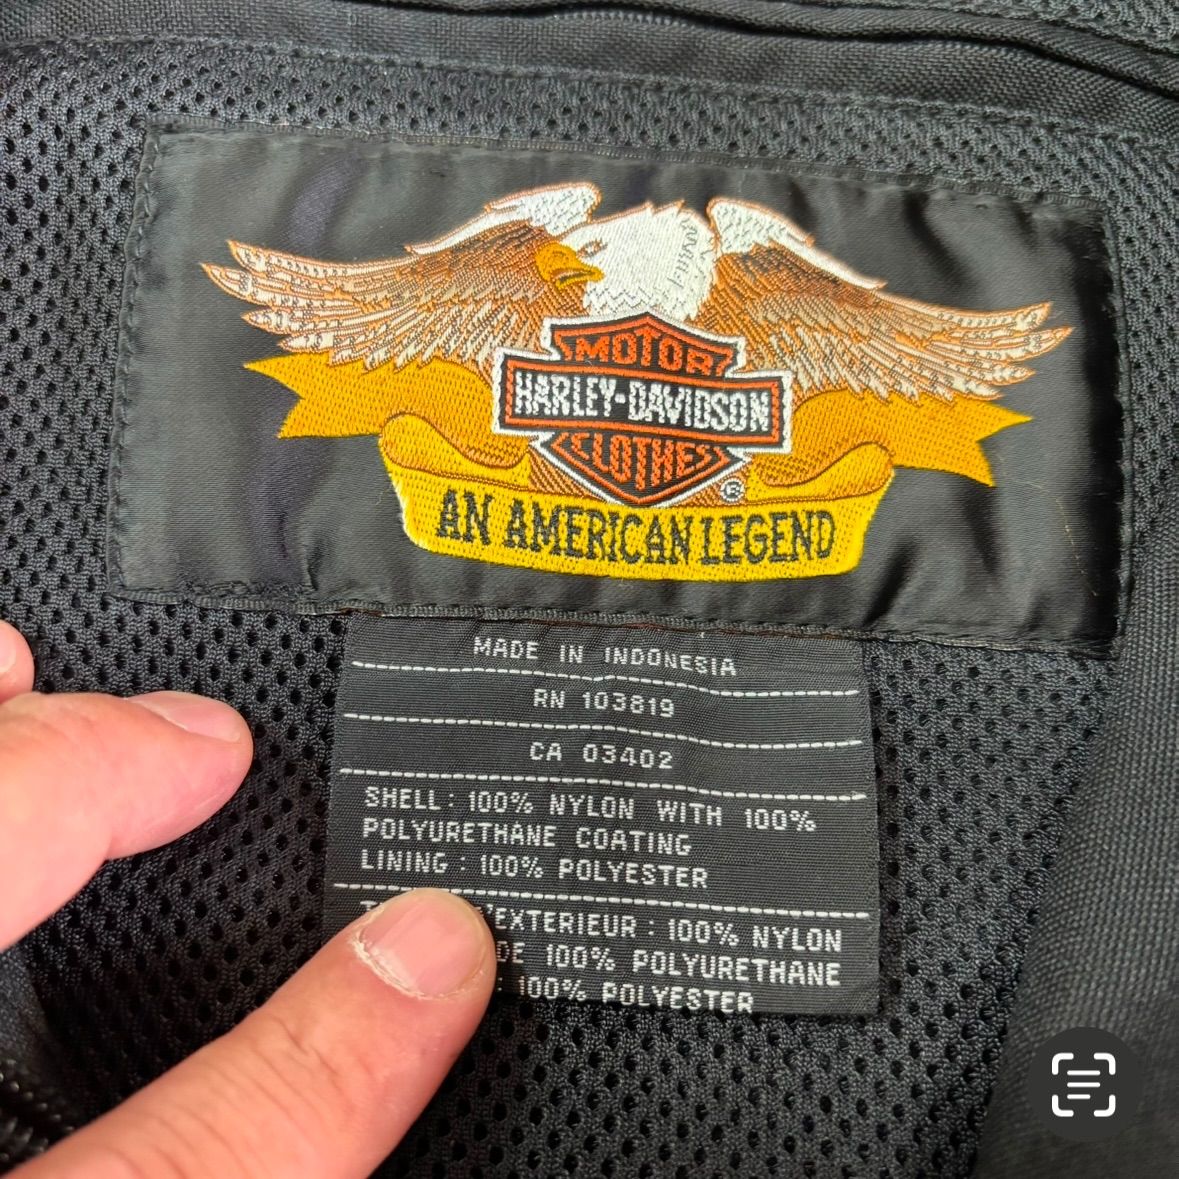 MOTOR
HARLEY-DAVIDSON
CLOTHES
®
AN AMERICAN LEGEND
MADE IN INDONESIA
RN 103819
CA 03402
SHELL: 100% NYLON WITH 100%
POLYURETHANE COATING
LINING: 100% POLYESTER
D'EXTERIEUR: 100% NYLON
DE 100% POLYURETHANE
: 100% POLYESTER